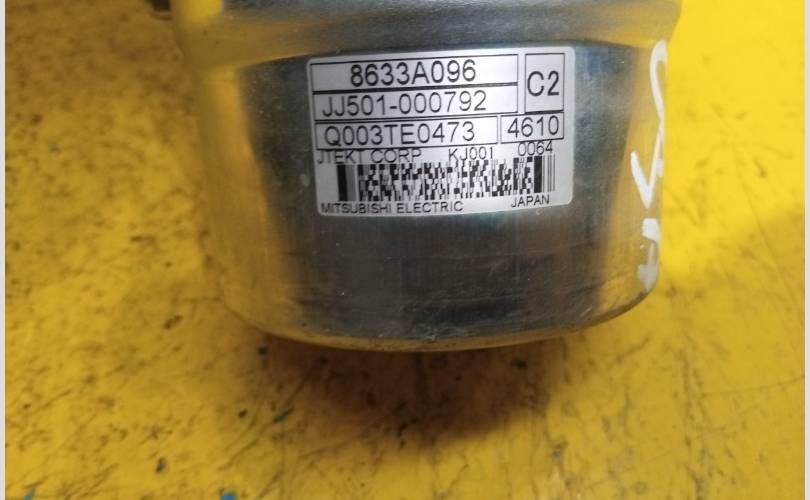 8633A096
C2
JJ501-000792
Q003TE0473 4610
JTEKT CORP KJ001 0064
MITSUBISHI ELECTRIC JAPAN